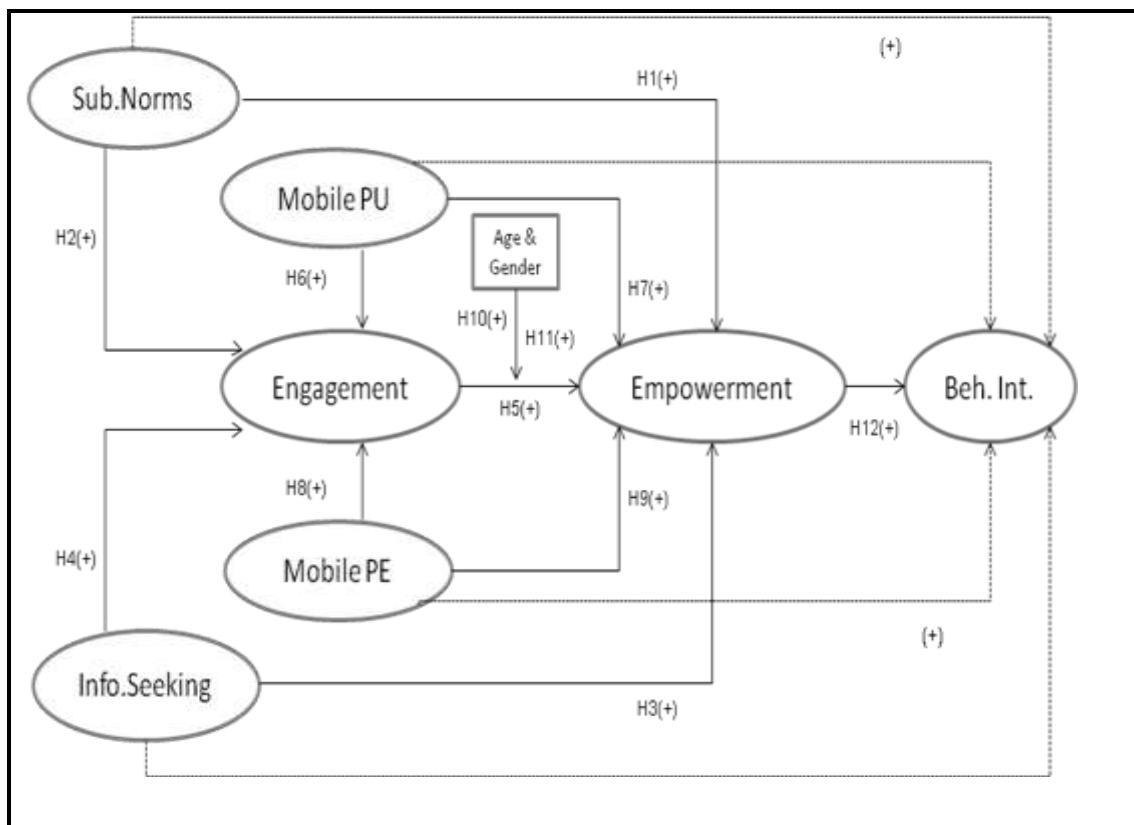 (+)
H1(+)
Sub.Norms
Mobile PU
H2(+)
Age &
Gender
H6(+)
H7(+)
H10(+)
H11(+)
Engagement
Empowerment
Beh. Int.
H5(+)
H12(+)
H8(+)
H9(+)
H4(+)
Mobile PE
(+)
Info.Seeking
H3(+)